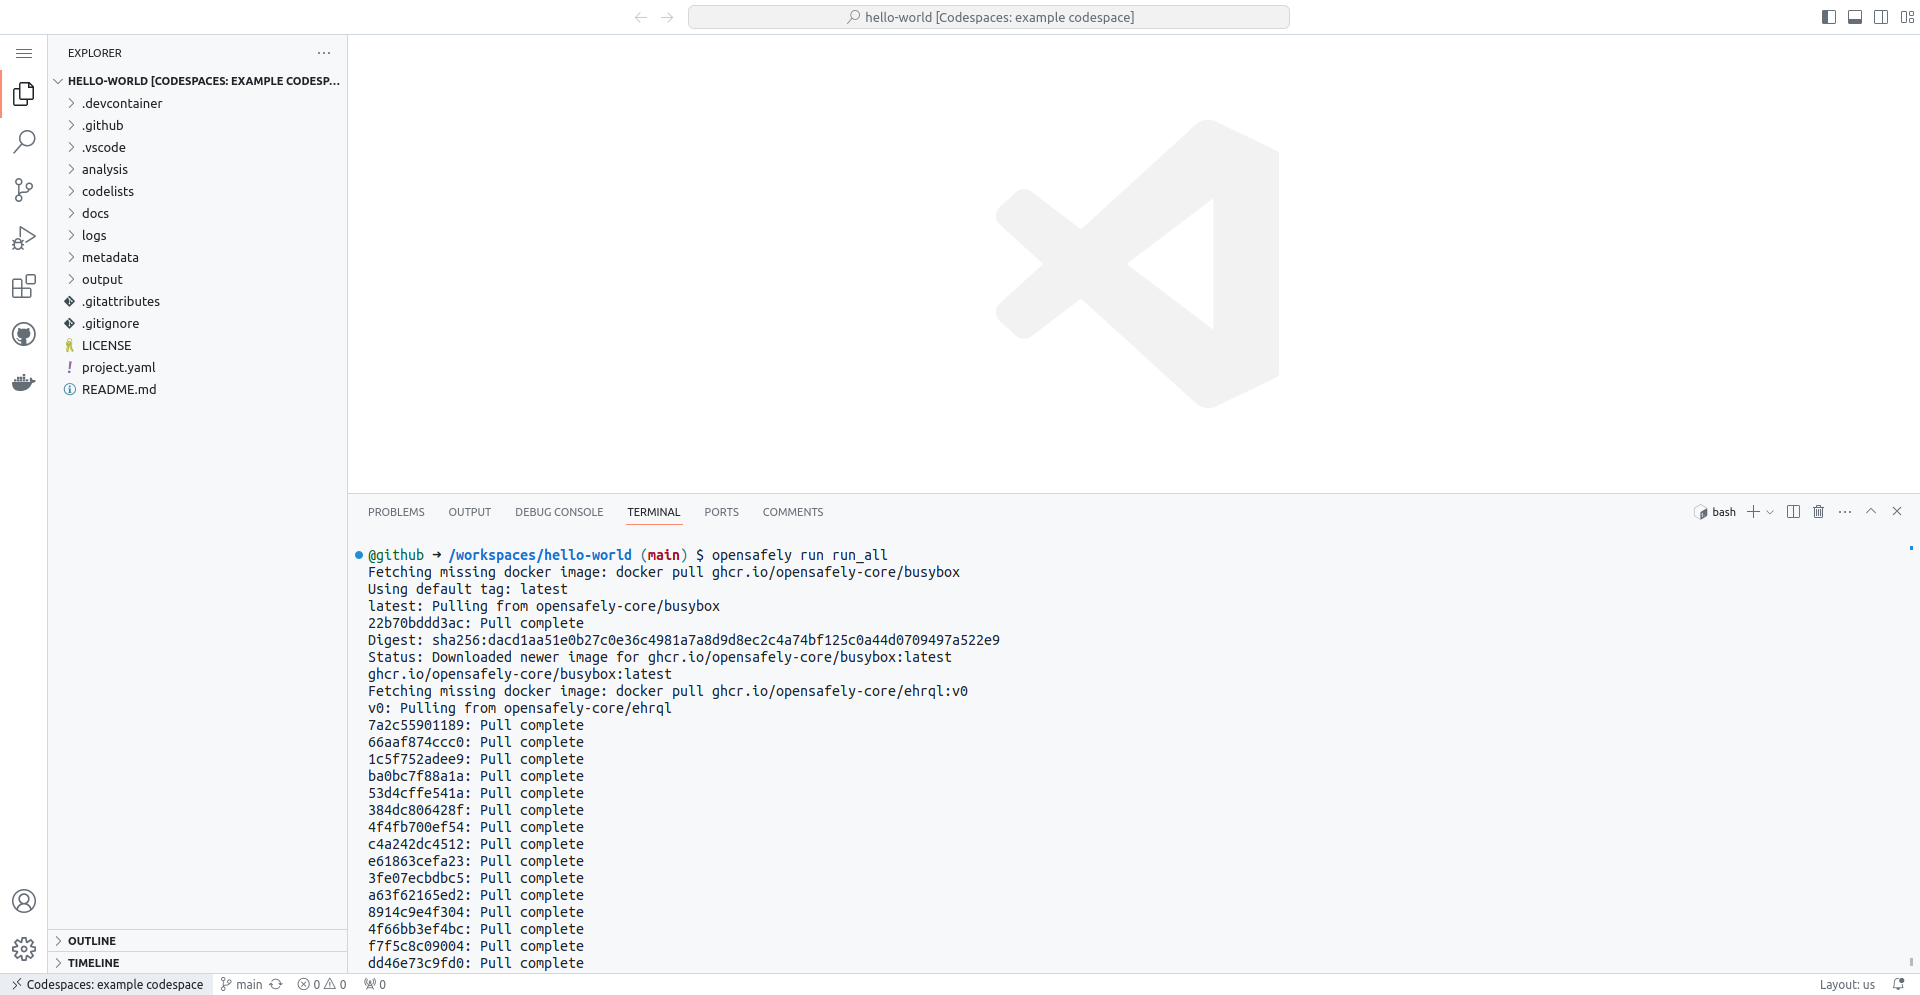 hello-world [Codespaces: example codespace]
EXPLORER
HELLO-WORLD [CODESPACES: EXAMPLE CODESP...
.devcontainer
.github
.vscode
analysis
codelists
docs
logs
metadata
output
.gitattributes
.gitignore
LICENSE
project.yaml
README.md
OUTLINE
TIMELINE
PROBLEMS OUTPUT DEBUG CONSOLE TERMINAL PORTS COMMENTS
bash
@github → /workspaces/hello-world (main) $ opensafely run run_all
Fetching missing docker image: docker pull ghcr.io/opensafely-core/busybox
Using default tag: latest
latest: Pulling from opensafely-core/busybox
22b70bddd3ac: Pull complete
Digest: sha256:dacd1aa51e0b27c0e36c4981a7a8d9d8ec2c4a74bf125c0a44d0709497a522e9
Status: Downloaded newer image for ghcr.io/opensafely-core/busybox:latest
ghcr.io/opensafely-core/busybox:latest
Fetching missing docker image: docker pull ghcr.io/opensafely-core/ehrql:v0
v0: Pulling from opensafely-core/ehrql
7a2c55901189: Pull complete
66aaf874ccc0: Pull complete
1c5f752adee9: Pull complete
ba0bc7f88a1a: Pull complete
53d4cffe541a: Pull complete
384dc806428f: Pull complete
4f4fb700ef54: Pull complete
c4a242dc4512: Pull complete
e61863cefa23: Pull complete
3fe07ecbdbc5: Pull complete
a63f62165ed2: Pull complete
8914c9e4f304: Pull complete
4f66bb3ef4bc: Pull complete
f7f5c8c09004: Pull complete
dd46e73c9fd0: Pull complete
Codespaces: example codespace main 0 0 0 Layout: us